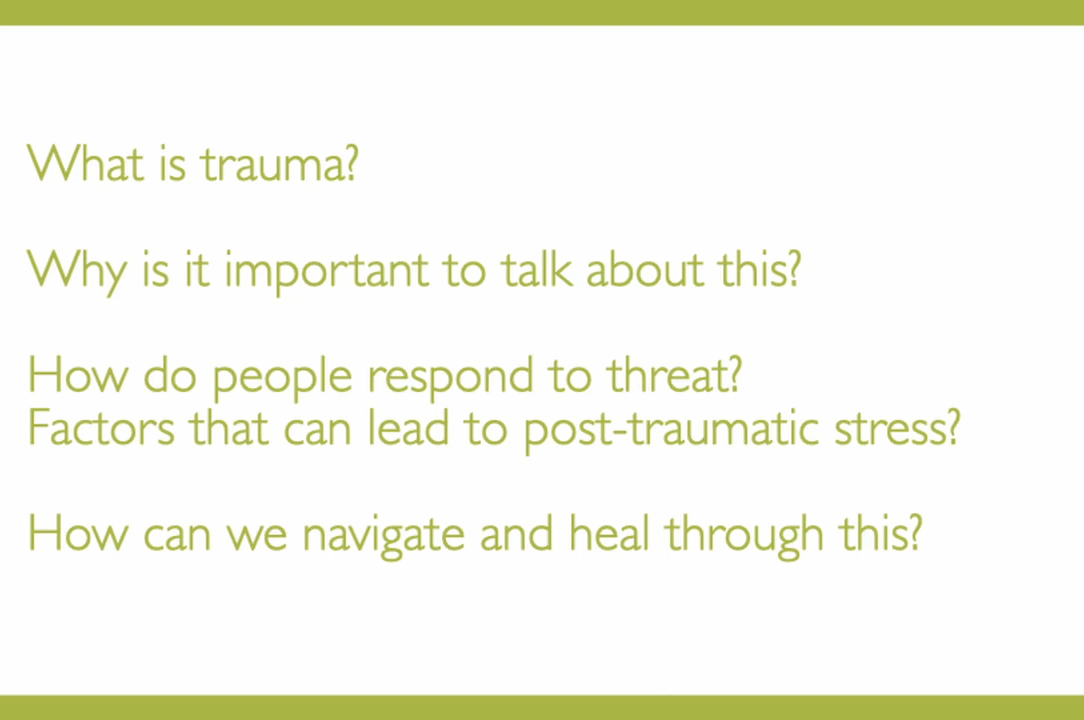 What is trauma?
Why is it important to talk about this?
How do people respond to threat?
Factors that can lead to post-traumatic stress?
How can we navigate and heal through this?